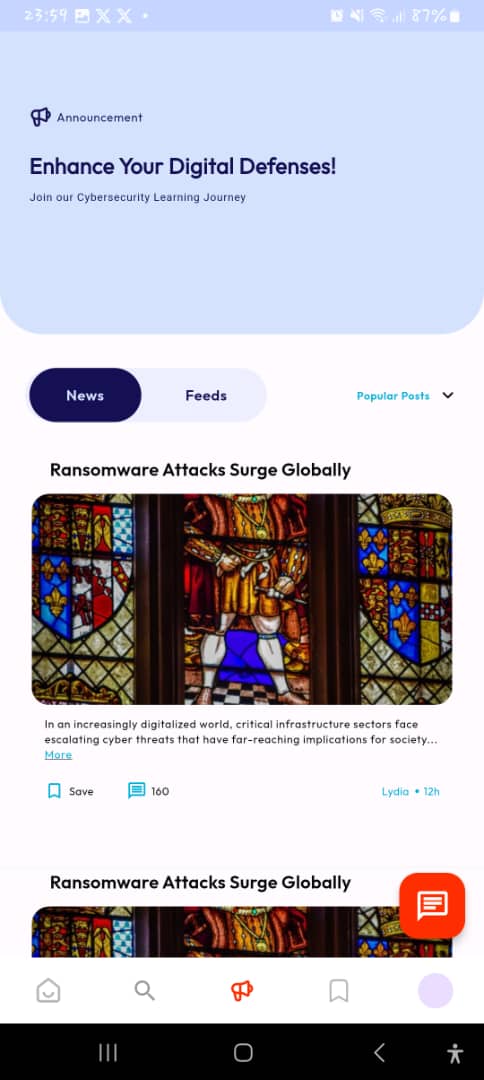 23:59
87%
Announcement
Enhance Your Digital Defenses!
Join our Cybersecurity Learning Journey
News
Feeds
Popular Posts
Ransomware Attacks Surge Globally
In an increasingly digitalized world, critical infrastructure sectors face
escalating cyber threats that have far-reaching implications for society...
More
Save
160
Lydia • 12h
Ransomware Attacks Surge Globally